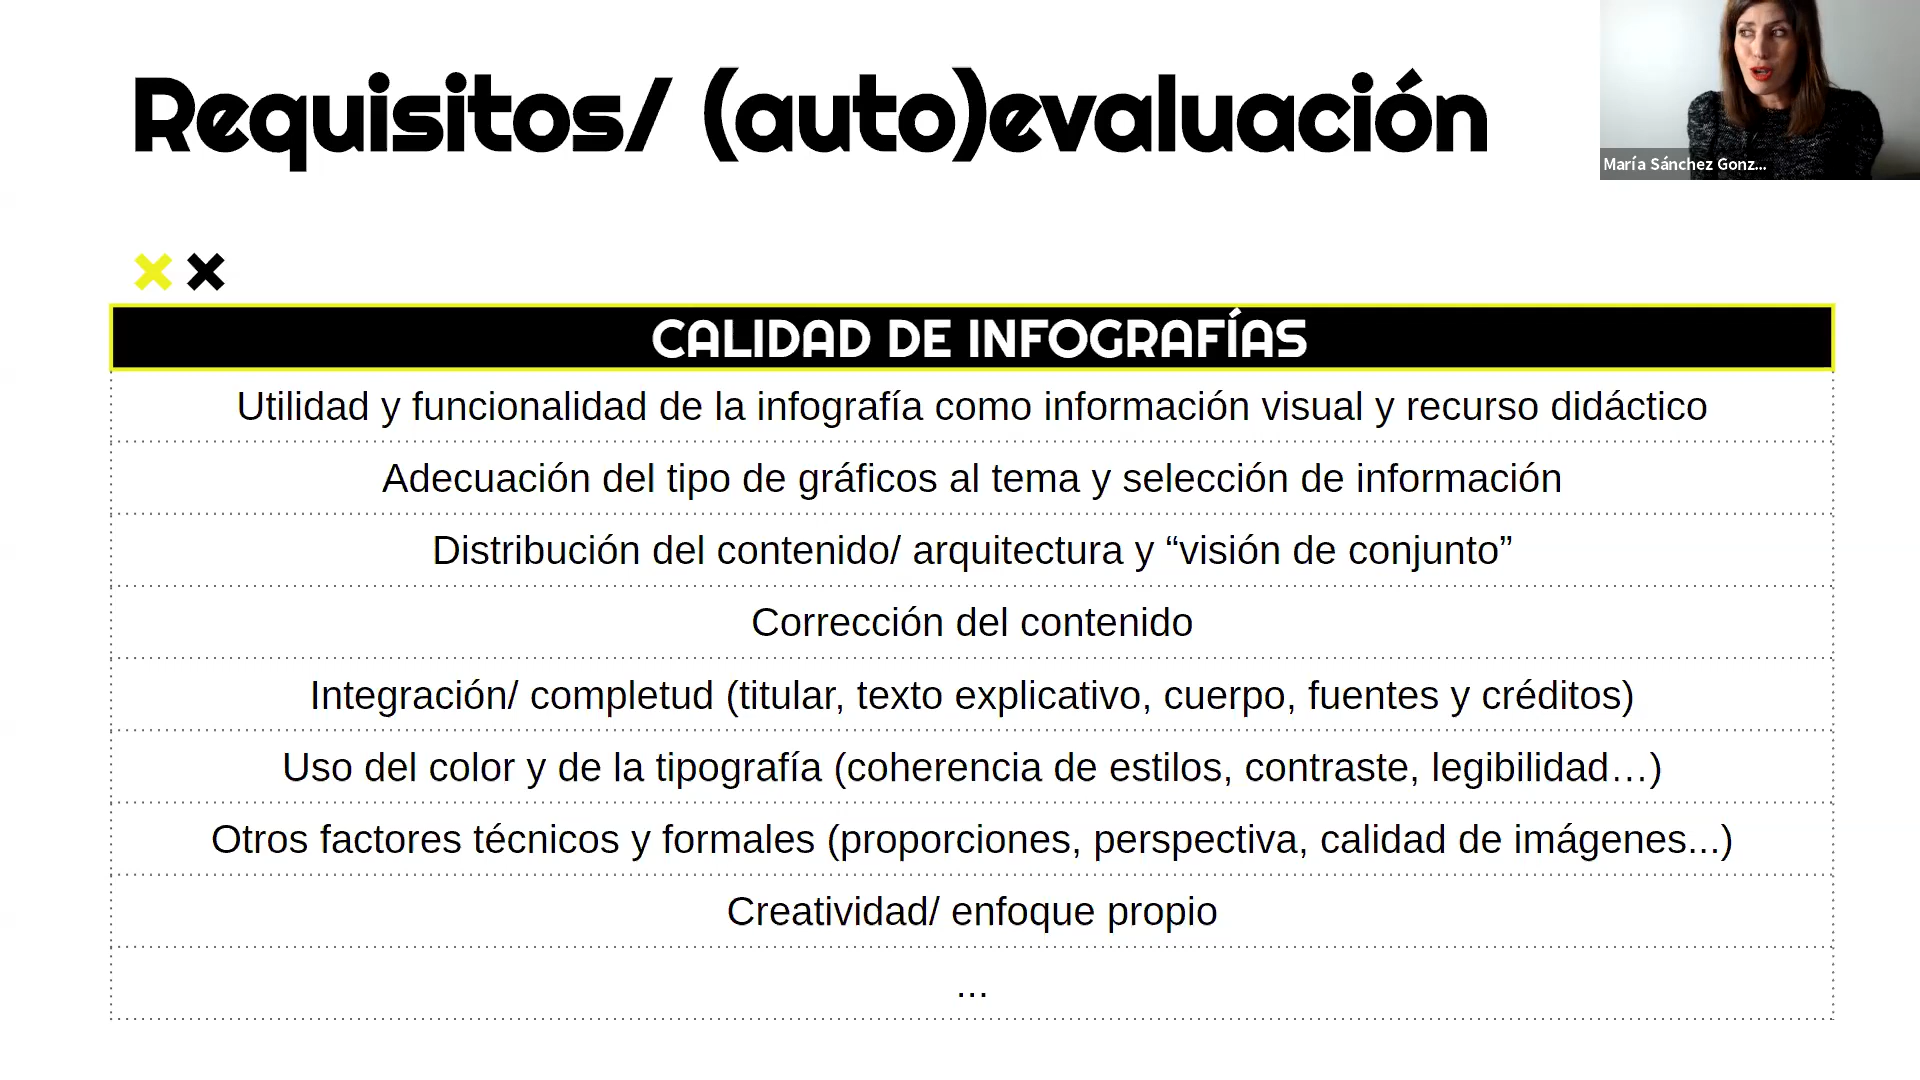 Requisitos/ (auto)evaluación
María Sánchez Gonz...
CALIDAD DE INFOGRAFÍAS
Utilidad y funcionalidad de la infografía como información visual y recurso didáctico
Adecuación del tipo de gráficos al tema y selección de información
Distribución del contenido/ arquitectura y “visión de conjunto”
Corrección del contenido
Integración/ completud (titular, texto explicativo, cuerpo, fuentes y créditos)
Uso del color y de la tipografía (coherencia de estilos, contraste, legibilidad…)
Otros factores técnicos y formales (proporciones, perspectiva, calidad de imágenes...)
Creatividad/ enfoque propio
...